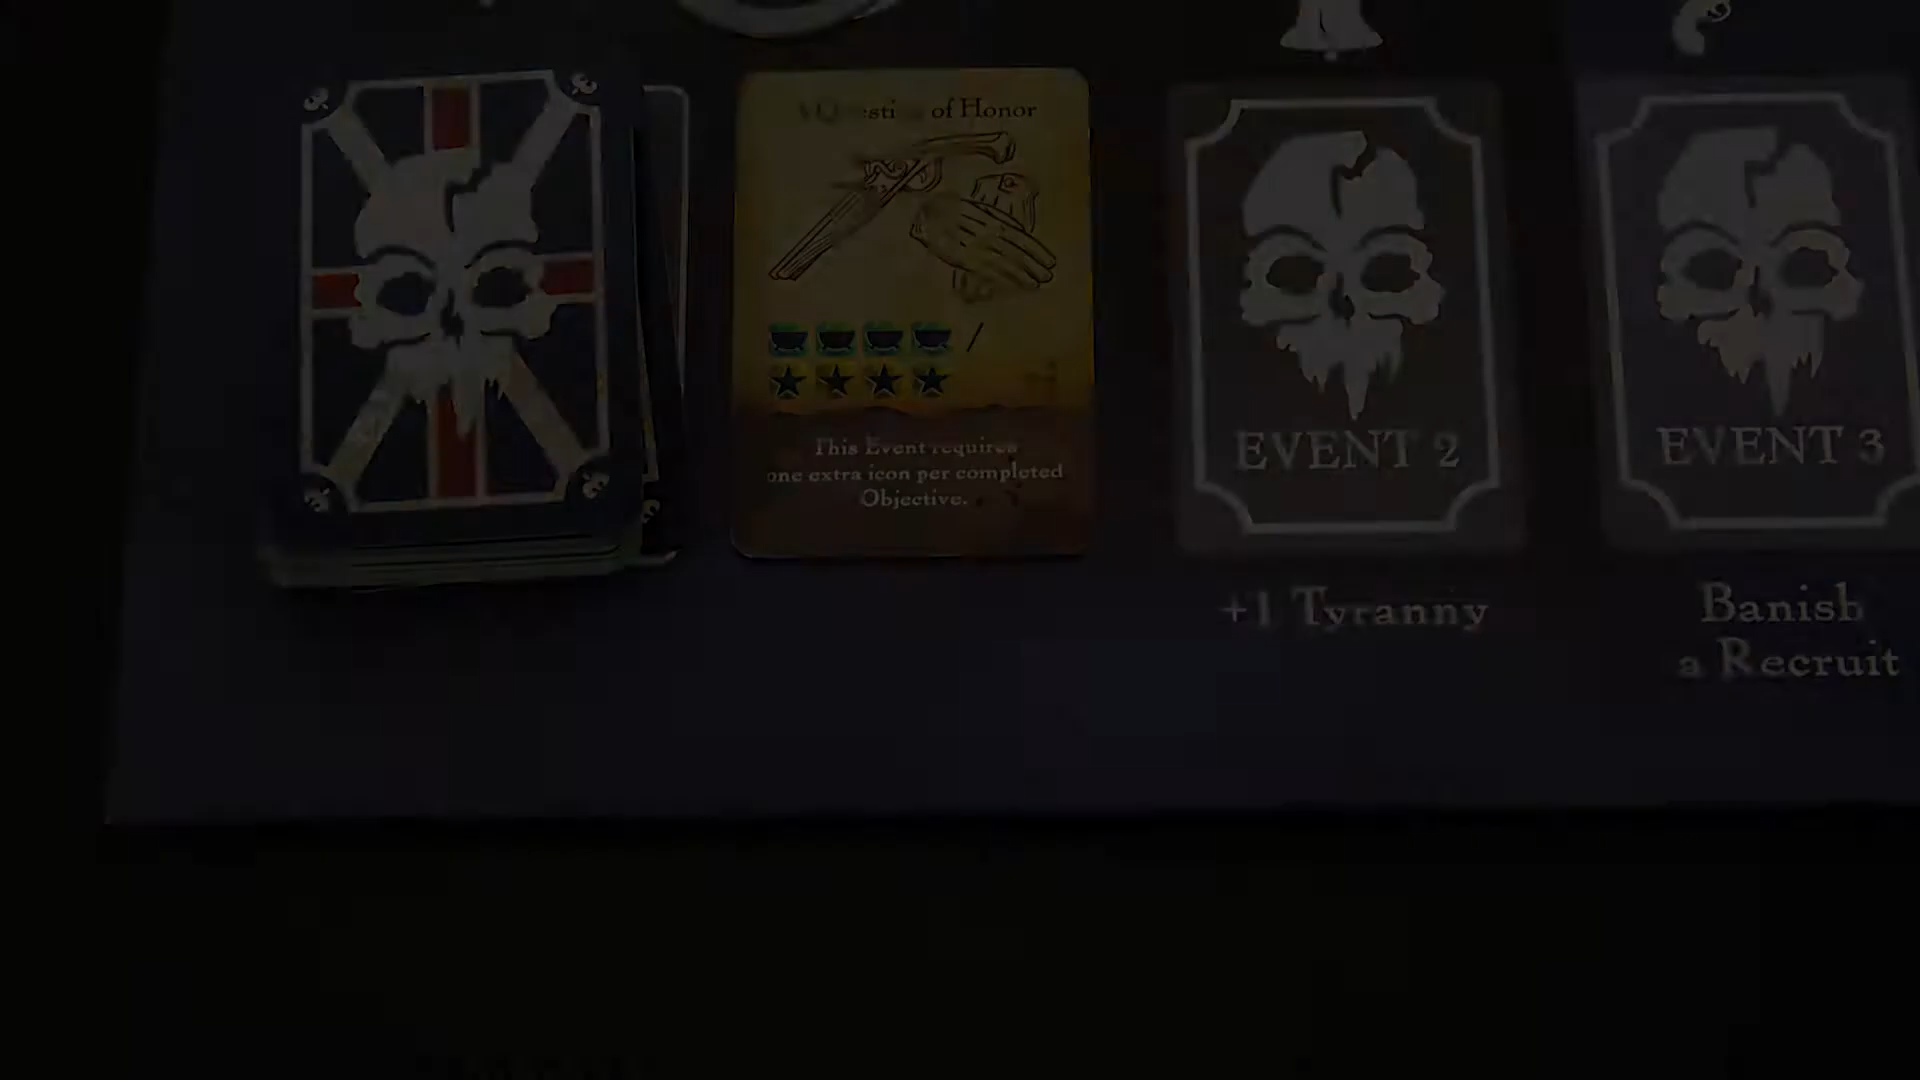 of Honor
This Event requires
one extra icon per completed
Objective.
EVENT 2
+1 Tyranny
EVENT 3
Banish
a Recruit